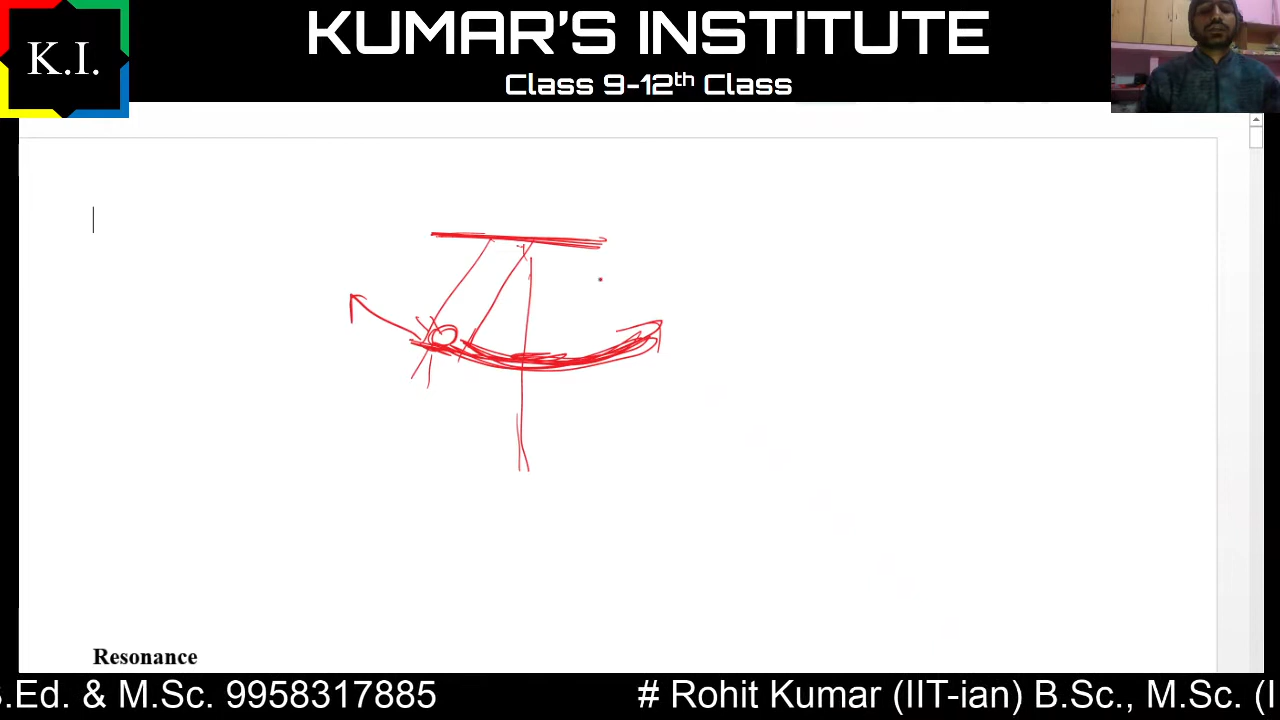 K.I.
KUMAR'S INSTITUTE
Class 9-12th Class
Resonance
.Ed. & M.Sc. 9958317885 # Rohit Kumar (IIT-ian) B.Sc., M.Sc. (I